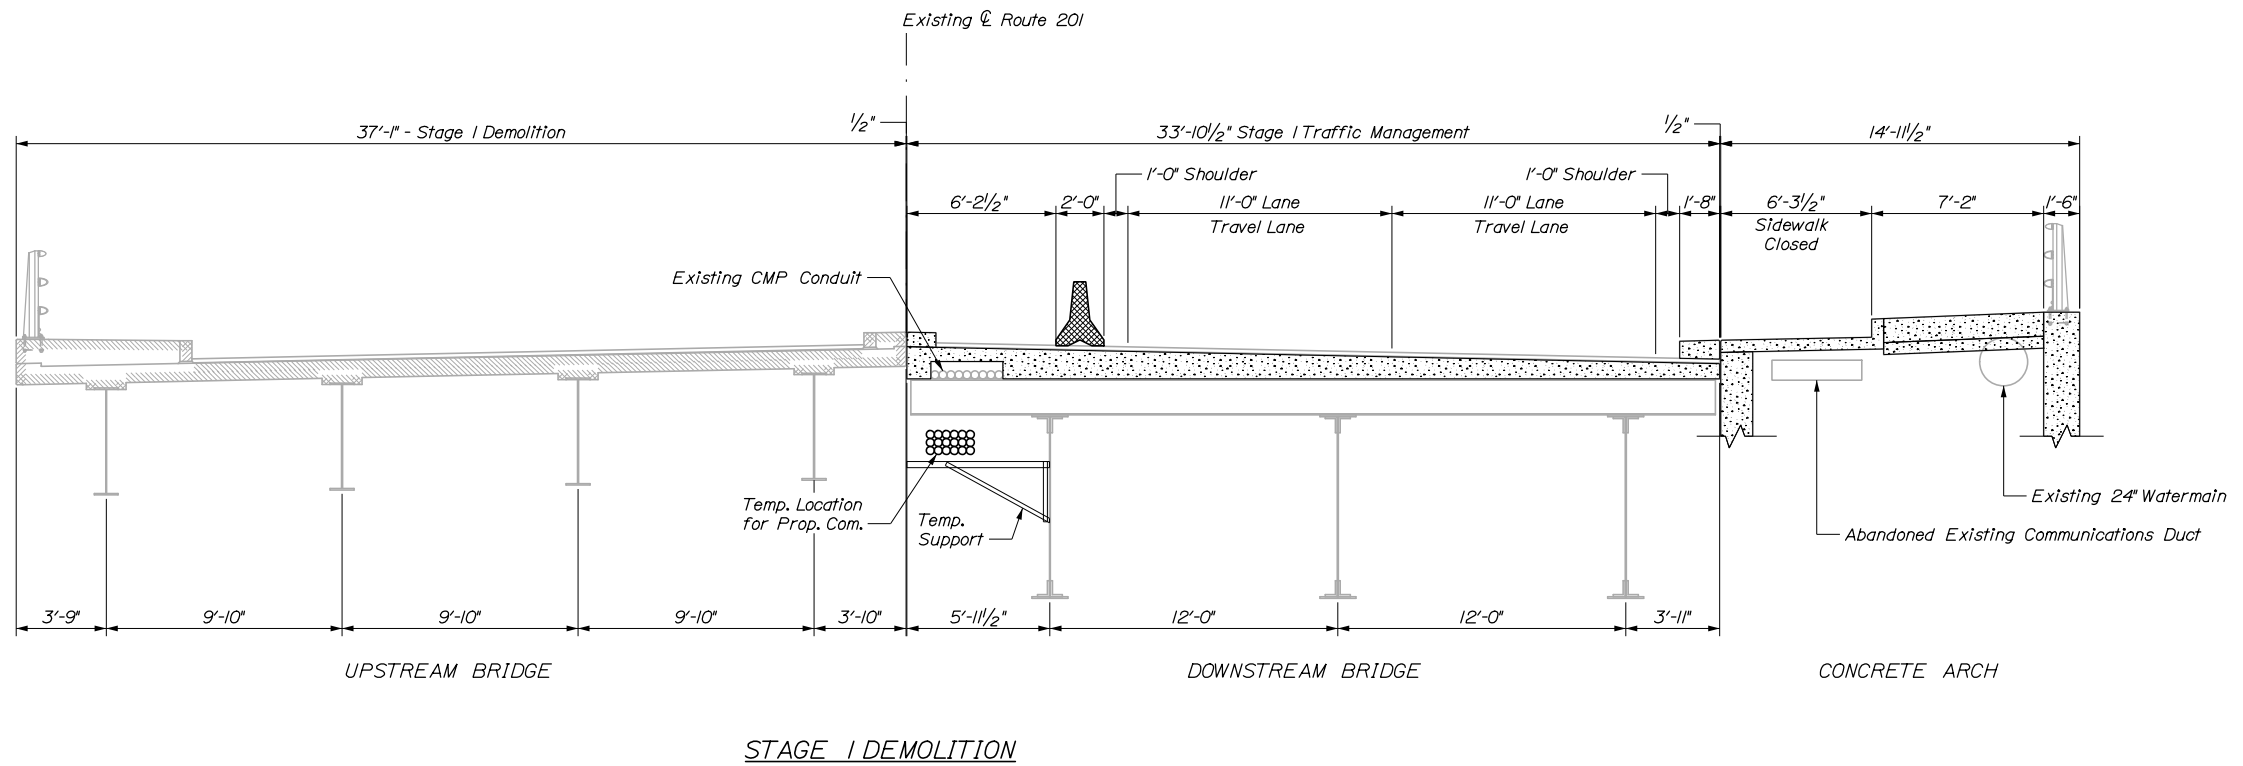 Existing ℄ Route 201
1/2"
1/2"
37'-1" - Stage 1 Demolition
33'-10 1/2" Stage 1 Traffic Management
14'-11 1/2"
1'-0" Shoulder
1'-0" Shoulder
6'-2 1/2"
2'-0"
11'-0" Lane
11'-0" Lane
1'-8"
6'-3 1/2"
7'-2"
1'-6"
Travel Lane
Travel Lane
Sidewalk
Closed
Existing CMP Conduit
Temp. Location
for Prop. Com.
Temp.
Support
Existing 24" Watermain
Abandoned Existing Communications Duct
3'-9"
9'-10"
9'-10"
9'-10"
3'-10"
5'-11 1/2"
12'-0"
12'-0"
3'-11"
UPSTREAM BRIDGE
DOWNSTREAM BRIDGE
CONCRETE ARCH
STAGE 1 DEMOLITION